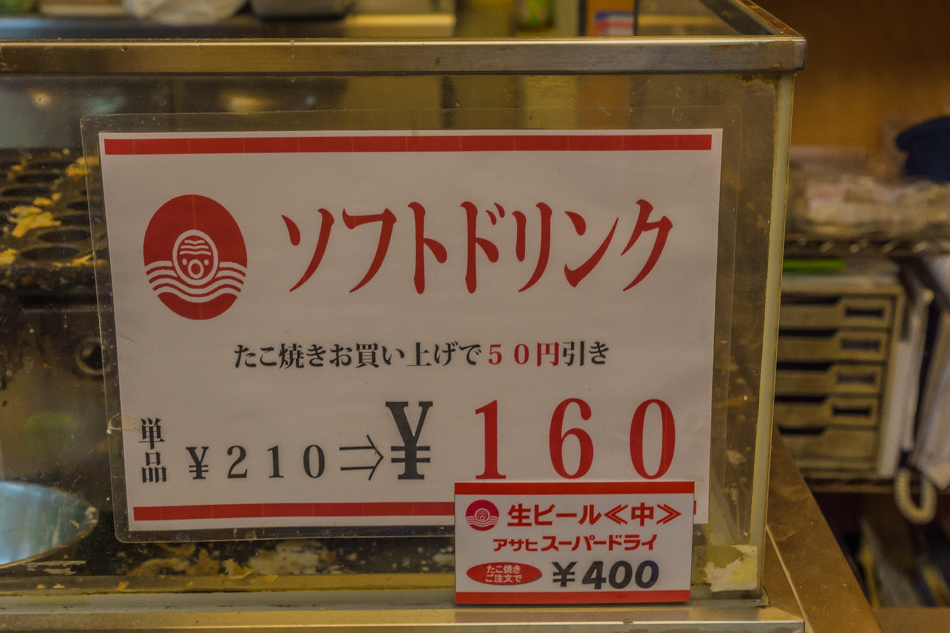 ソフトドリンク
たこ焼きお買い上げで５０円引き
単品 ￥２１０⇒￥１６０
生ビール≪中≫
アサヒスーパードライ
たこ焼き
ご注文で ￥400